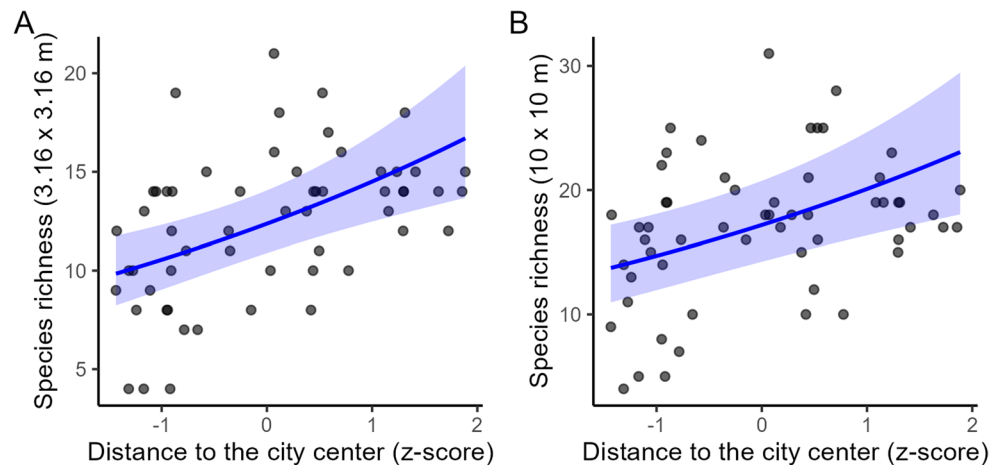 A
Species richness (3.16 x 3.16 m)
20
15
10
5
-1
0
1
2
Distance to the city center (z-score)
B
Species richness (10 x 10 m)
30
20
10
-1
0
1
2
Distance to the city center (z-score)